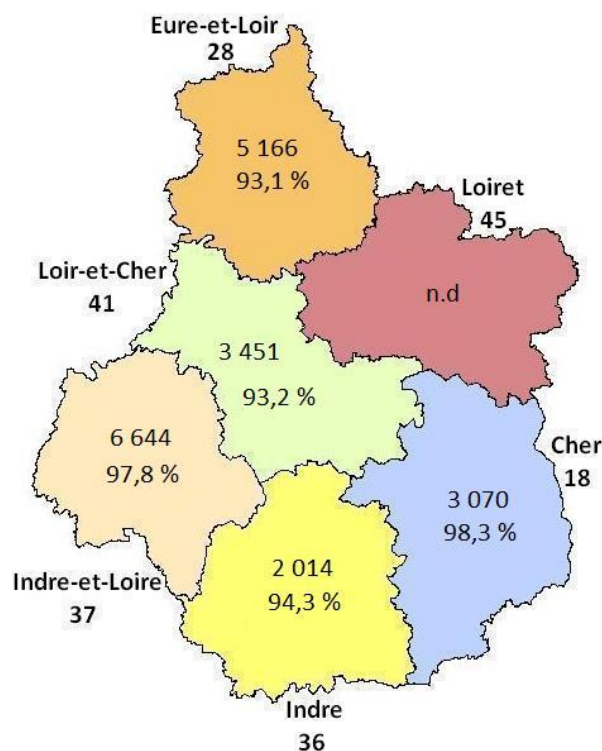 Eure-et-Loir
28
5 166
93,1 %
Loiret
45
n.d
Loir-et-Cher
41
3 451
93,2 %
6 644
97,8 %
Cher
18
3 070
98,3 %
Indre-et-Loire
37
2 014
94,3 %
Indre
36